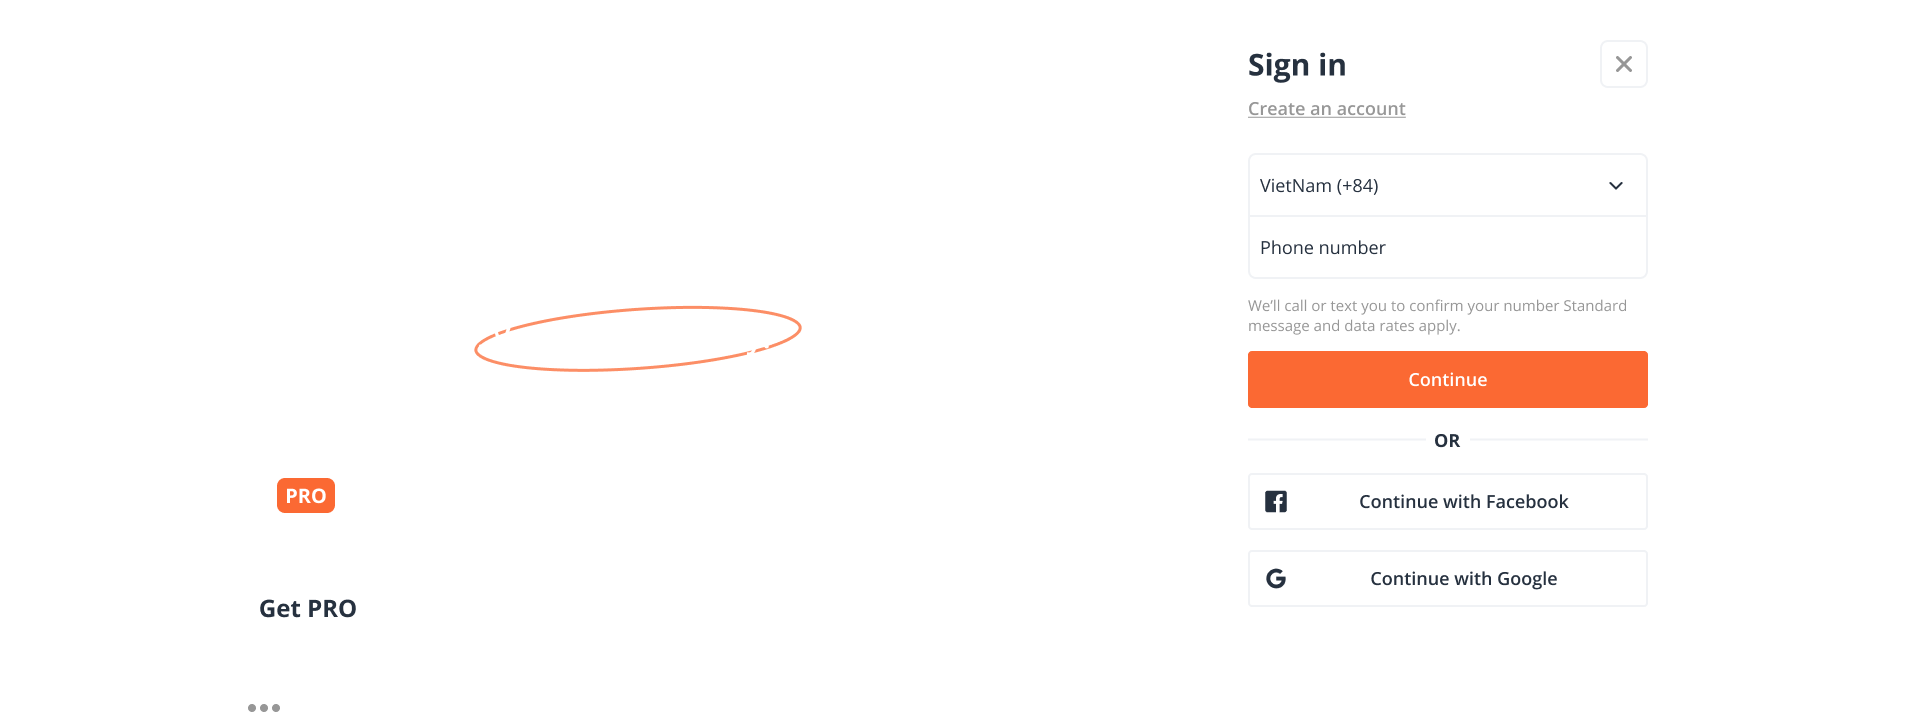 Sign in
Create an account
VietNam (+84)
Phone number
We'll call or text you to confirm your number Standard
message and data rates apply.
Continue
OR
Continue with Facebook
Continue with Google
PRO
Get PRO